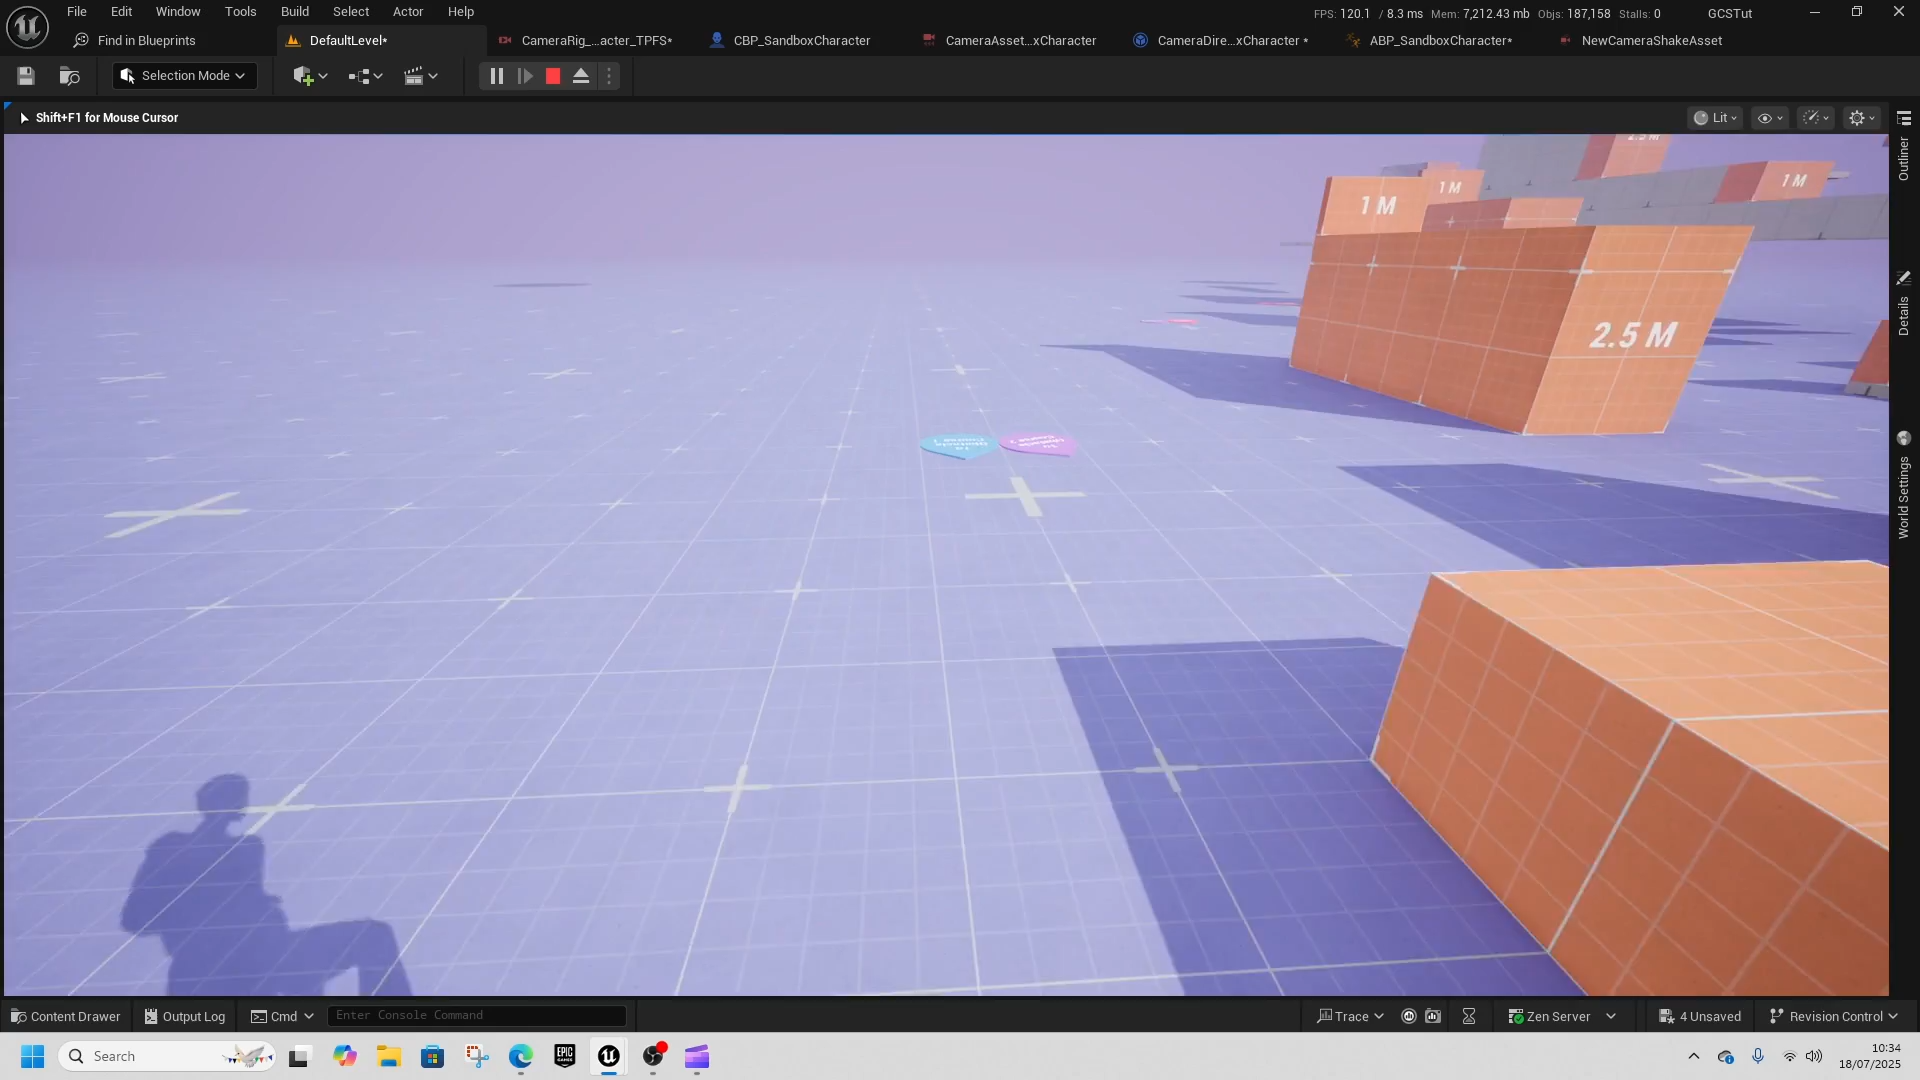 File Edit Window Tools Build Select Actor Help
FPS: 120.1 / 8.3 ms Mem: 7,212.43 mb Objs: 187,158 Stalls: 0 GCSTut
Find in Blueprints
DefaultLevel*
CameraRig_...acter_TPFS*
CBP_SandboxCharacter
CameraAsset...xCharacter
CameraDire...xCharacter *
ABP_SandboxCharacter*
NewCameraShakeAsset
Selection Mode
Shift+F1 for Mouse Cursor
Lit
Outliner
Details
World Settings
2.5 M
1 M
1 M
1 M
2.5 M
Content Drawer
Output Log
Cmd
Enter Console Command
Trace
Zen Server
4 Unsaved
Revision Control
Search
EPIC GAMES
10:34
18/07/2025